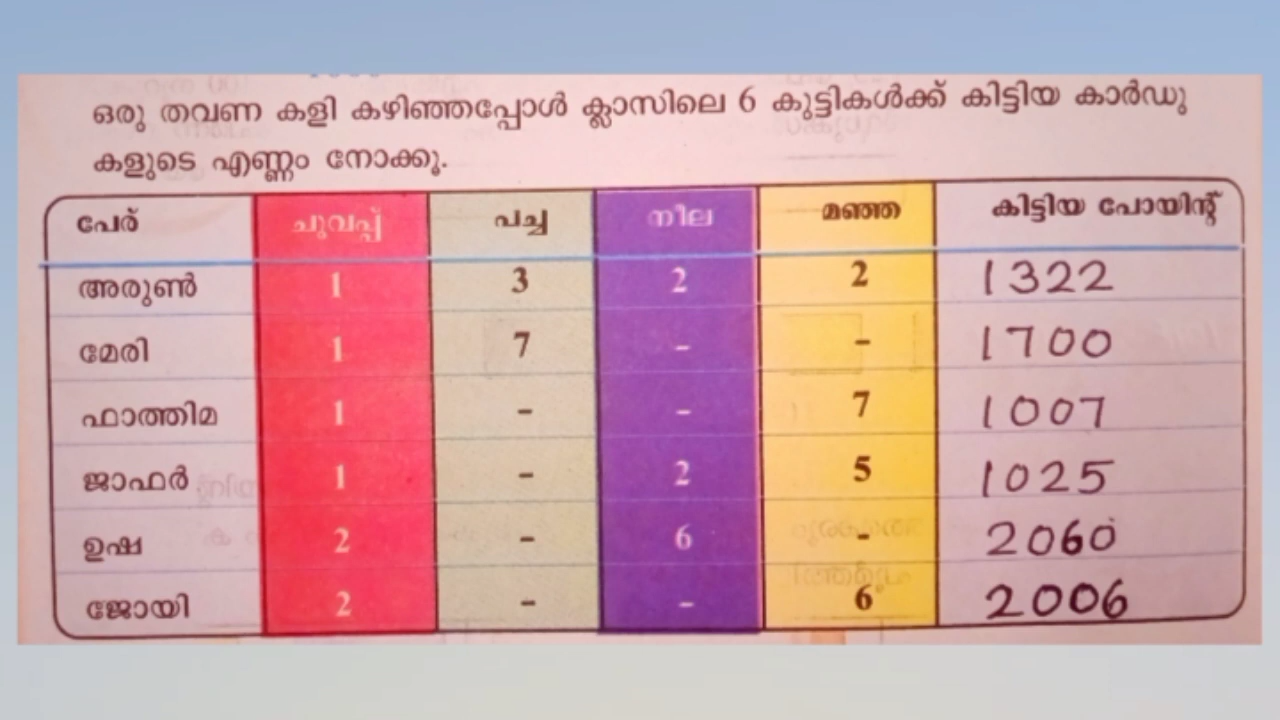 ഒരു തവണ കളി കഴിഞ്ഞപ്പോൾ ക്ലാസിലെ 6 കുട്ടികൾക്ക് കിട്ടിയ കാർഡു
കളുടെ എണ്ണം നോക്കൂ.
പേര് ചുവപ്പ് പച്ച നീല മഞ്ഞ കിട്ടിയ പോയിന്റ്
അരുൺ 1 3 2 2 1322
മേരി 1 7 - - 1700
ഫാത്തിമ 1 - - 7 1007
ജാഫർ 1 - 2 5 1025
ഉഷ 2 - 6 - 2060
ജോയി 2 - - 6 2006